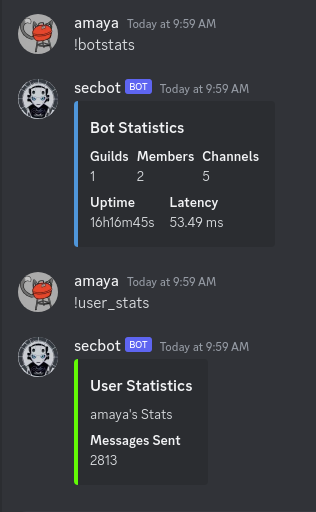 amaya Today at 9:59 AM
!botstats
secbot BOT Today at 9:59 AM
Bot Statistics
Guilds Members Channels
1 2 5
Uptime Latency
16h16m45s 53.49 ms
amaya Today at 9:59 AM
!user_stats
secbot BOT Today at 9:59 AM
User Statistics
amaya's Stats
Messages Sent
2813